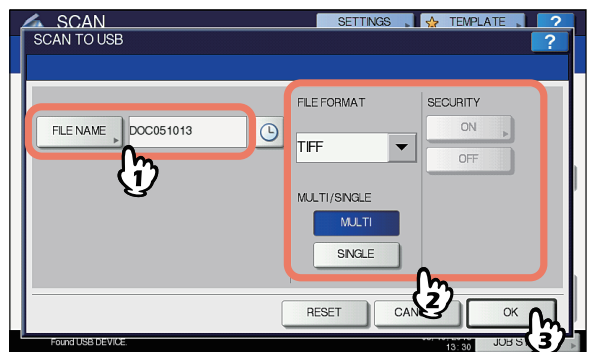 SCAN
SETTINGS
TEMPLATE
?
SCAN TO USB
?
FILE NAME
DOC051013
FILE FORMAT
TIFF
SECURITY
ON
OFF
MULTI/SINGLE
MULTI
SINGLE
1
2
3
RESET
OK
Found USB DEVICE.
13:30